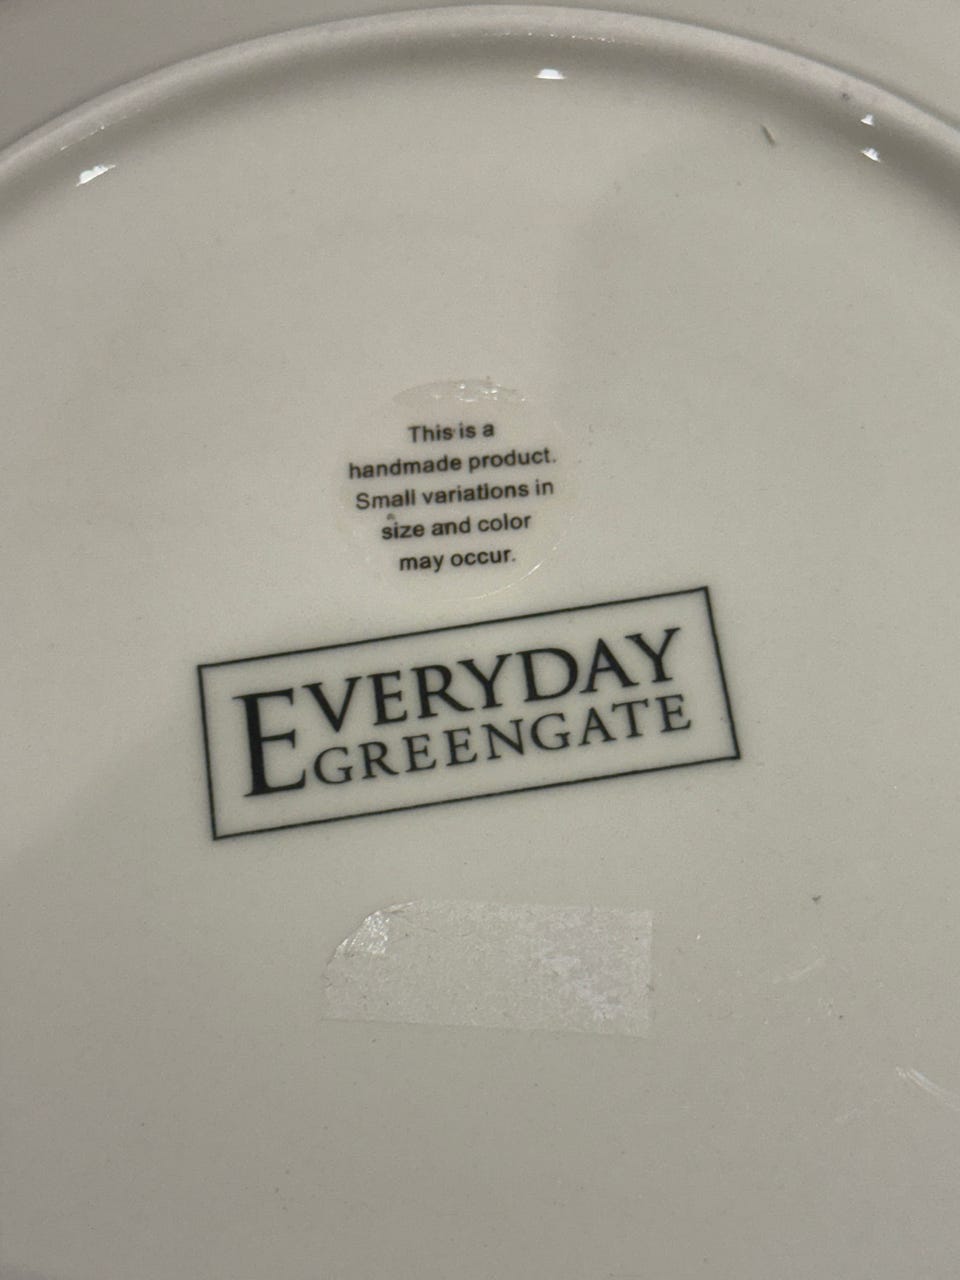 This is a
handmade product.
Small variations in
size and color
may occur.
EVERYDAY
GREENGATE